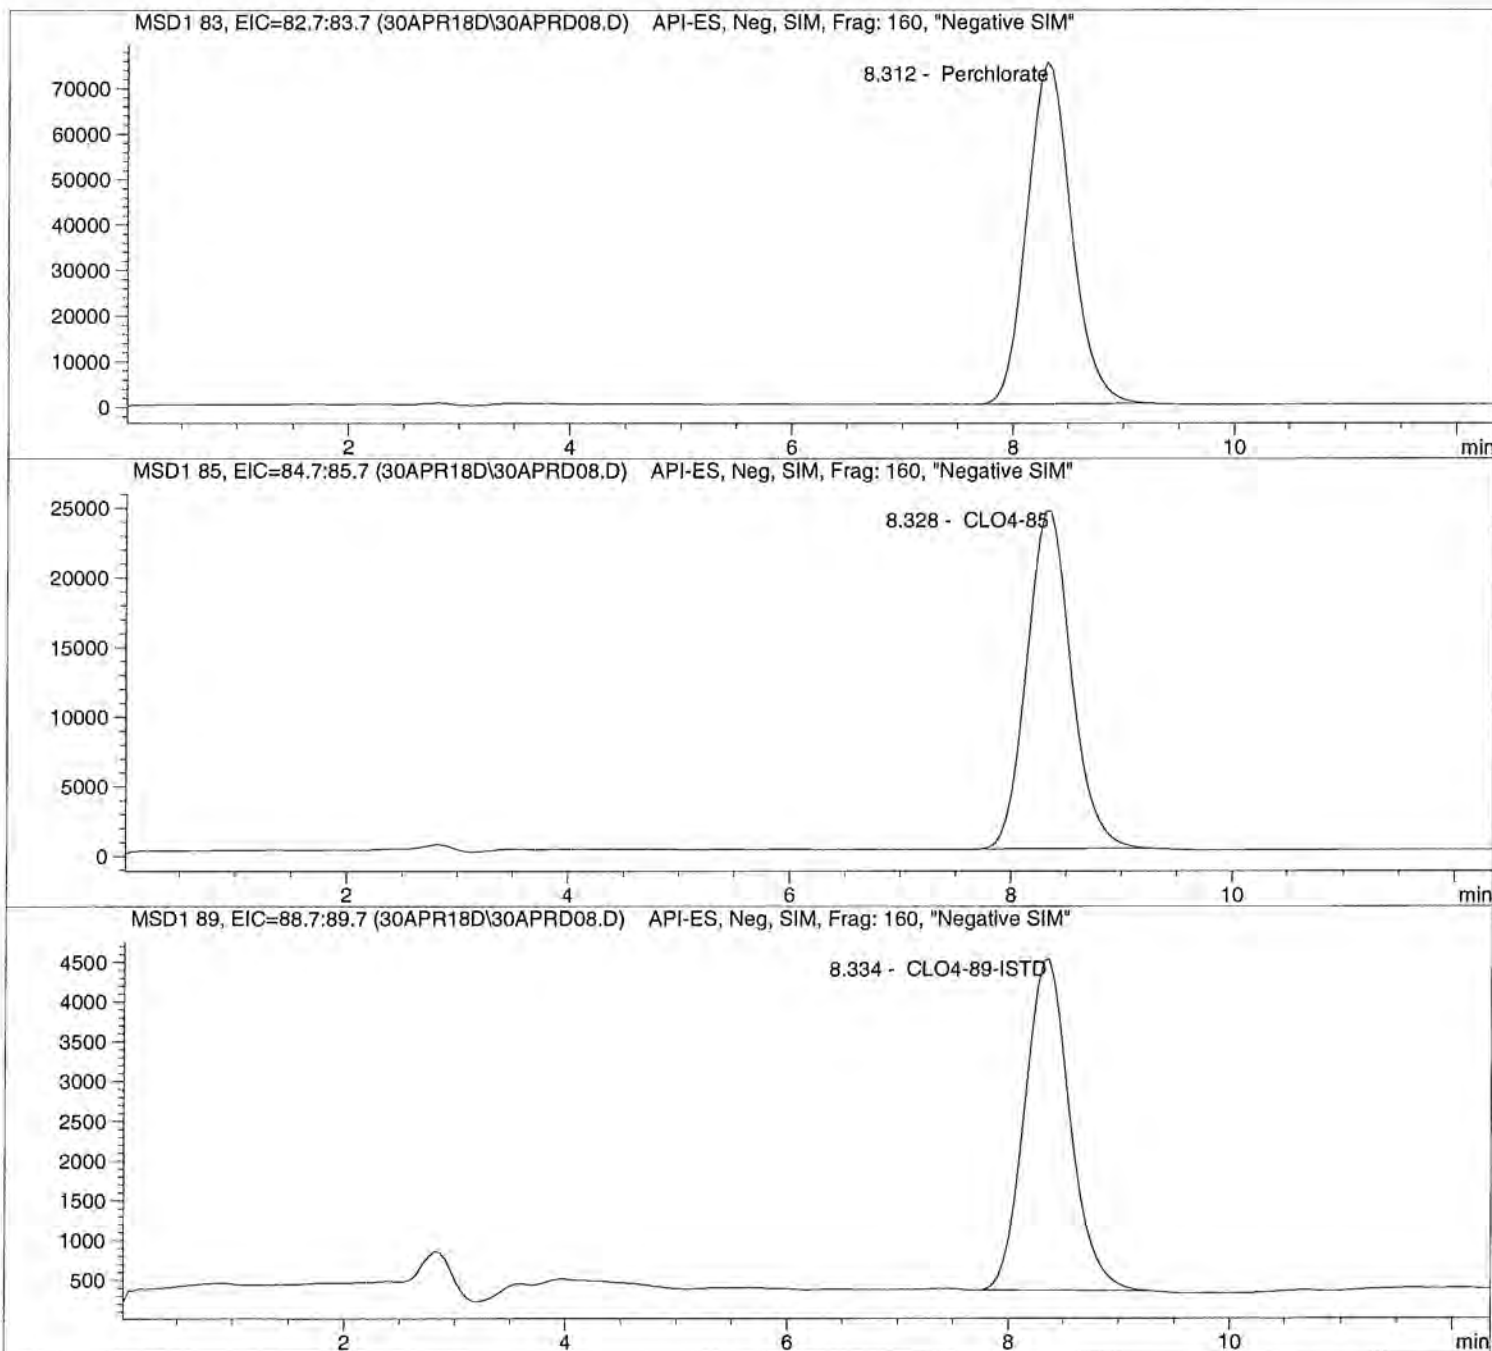 MSD1 83, EIC=82.7:83.7 (30APR18D\30APRD08.D) API-ES, Neg, SIM, Frag: 160, "Negative SIM"
8.312 - Perchlorate
70000
60000
50000
40000
30000
20000
10000
0
2 4 6 8 10 min
MSD1 85, EIC=84.7:85.7 (30APR18D\30APRD08.D) API-ES, Neg, SIM, Frag: 160, "Negative SIM"
25000
8.328 - CLO4-85
20000
15000
10000
5000
0
2 4 6 8 10 min
MSD1 89, EIC=88.7:89.7 (30APR18D\30APRD08.D) API-ES, Neg, SIM, Frag: 160, "Negative SIM"
4500
8.334 - CLO4-89-ISTD
4000
3500
3000
2500
2000
1500
1000
500
2 4 6 8 10 min